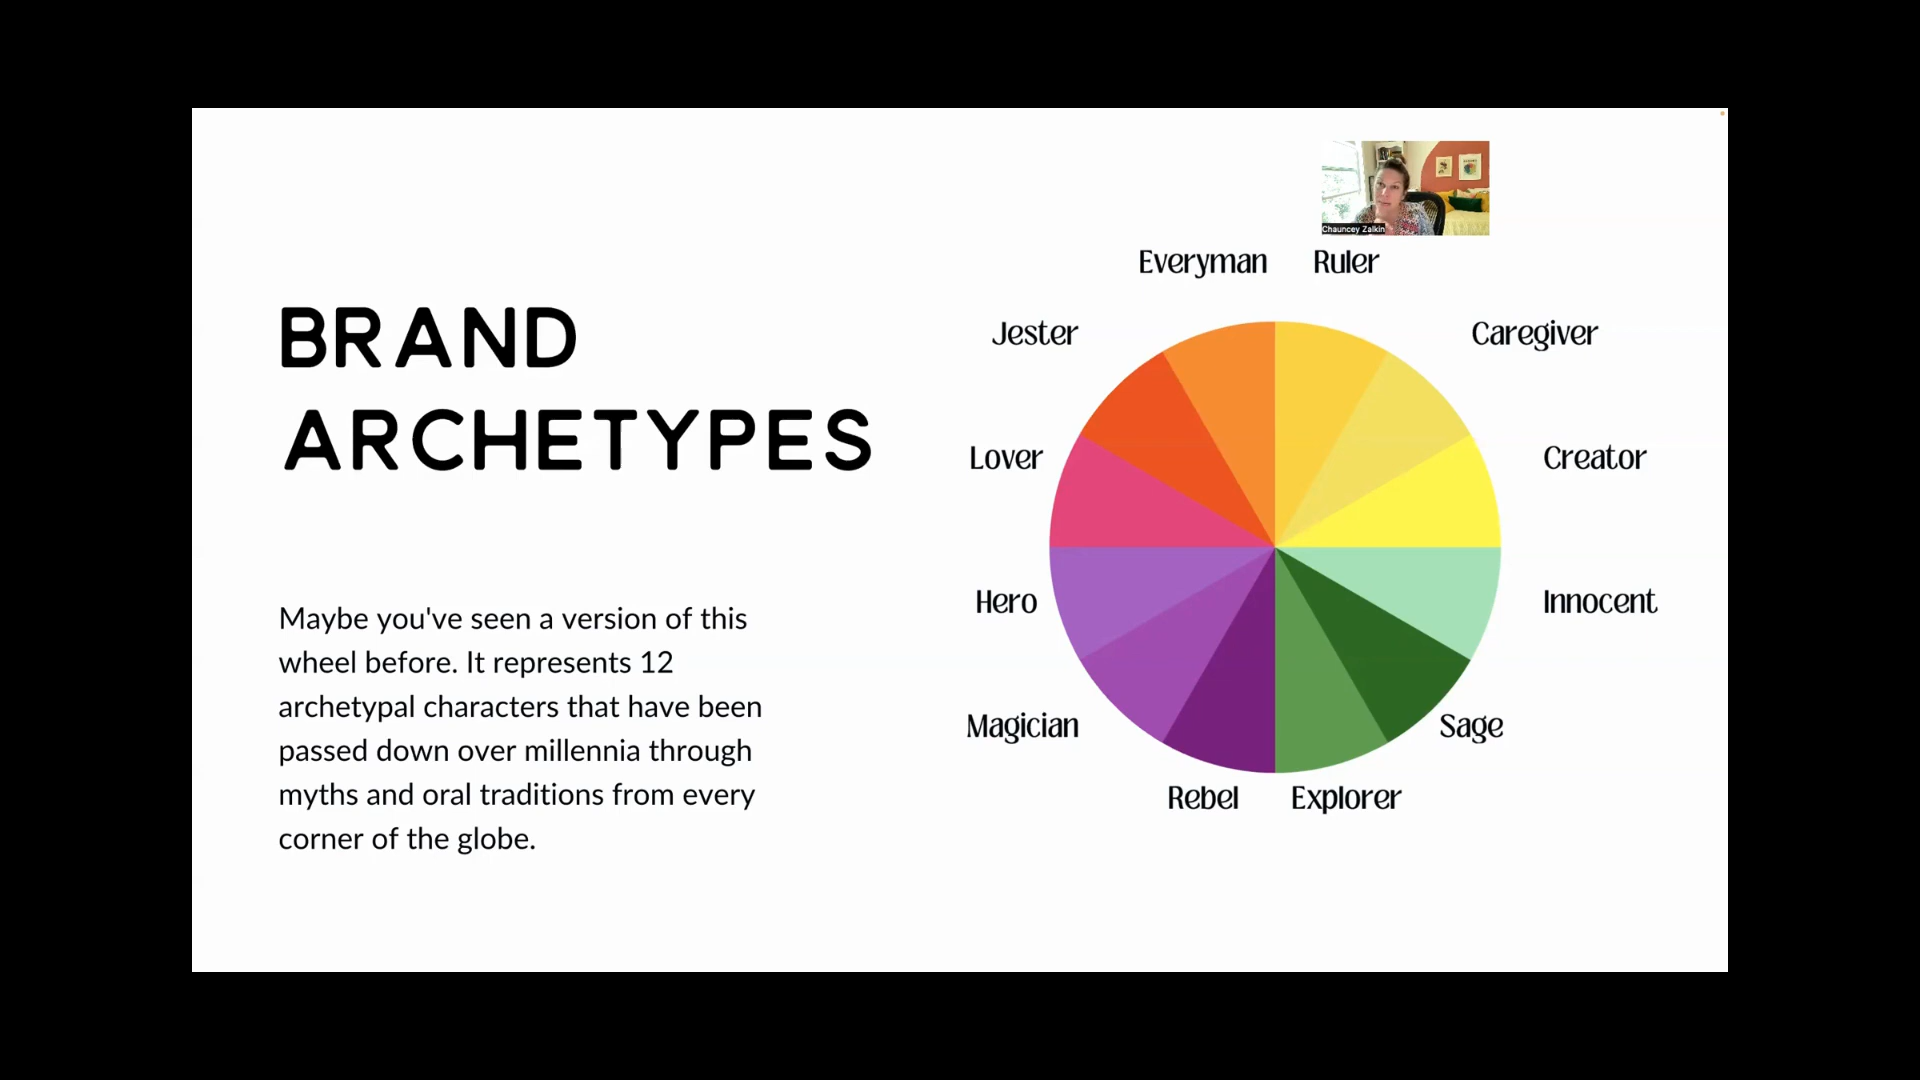 BRAND
ARCHETYPES
Maybe you've seen a version of this
wheel before. It represents 12
archetypal characters that have been
passed down over millennia through
myths and oral traditions from every
corner of the globe.
Chauncey Zalkin
Everyman
Ruler
Jester
Caregiver
Lover
Creator
Hero
Innocent
Magician
Sage
Rebel
Explorer